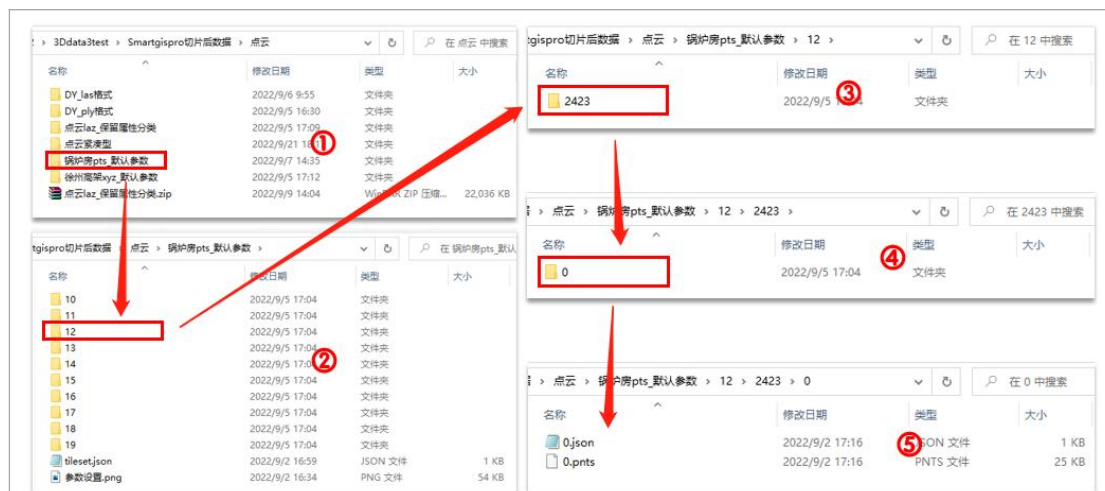 › 3Ddata3test › Smartgispro切片后数据 › 点云
在 点云 中搜索
名称 修改日期 类型 大小
DY_las格式 2022/9/6 9:55 文件夹
DY_ply格式 2022/9/5 16:30 文件夹
点云laz_保留属性分类 2022/9/5 17:09 文件夹
点云紧凑型 2022/9/21 文件夹
锅炉房pts_默认参数 2022/9/7 14:35 文件夹
徐州高架xyz_默认参数 2022/9/5 17:12 文件夹
点云laz_保留属性分类.zip 2022/9/9 14:04 ZIP 压缩... 22,036 KB
①
tgispro切片后数据 点云 › 锅炉房pts_默认参数 ›
在 锅炉房pts_默认
名称 修改日期 类型 大小
10 2022/9/5 17:04 文件夹
11 2022/9/5 17:04 文件夹
12 2022/9/5 17:04 文件夹
13 2022/9/5 17:04 文件夹
14 2022/9/5 文件夹
15 2022/9/5 17:04 文件夹
16 2022/9/5 17:04 文件夹
17 2022/9/5 17:04 文件夹
18 2022/9/5 17:04 文件夹
19 2022/9/5 17:04 文件夹
tileset.json 2022/9/2 16:59 JSON 文件 1 KB
参数设置.png 2022/9/2 16:34 PNG 文件 54 KB
②
tgispro切片后数据 › 点云 › 锅炉房pts_默认参数 › 12 ›
在 12 中搜索
名称 修改日期 类型 大小
2423 2022/9/5 文件夹
③
› 点云 › 锅炉房pts_默认参数 › 12 › 2423 ›
在 2423 中搜索
名称 修改日期 类型 大小
0 2022/9/5 17:04 文件夹
④
› 点云 › 锅炉房pts_默认参数 › 12 › 2423 › 0
在 0 中搜索
名称 修改日期 类型 大小
0.json 2022/9/2 17:16 JSON 文件 1 KB
0.pnts 2022/9/2 17:16 PNTS 文件 25 KB
⑤